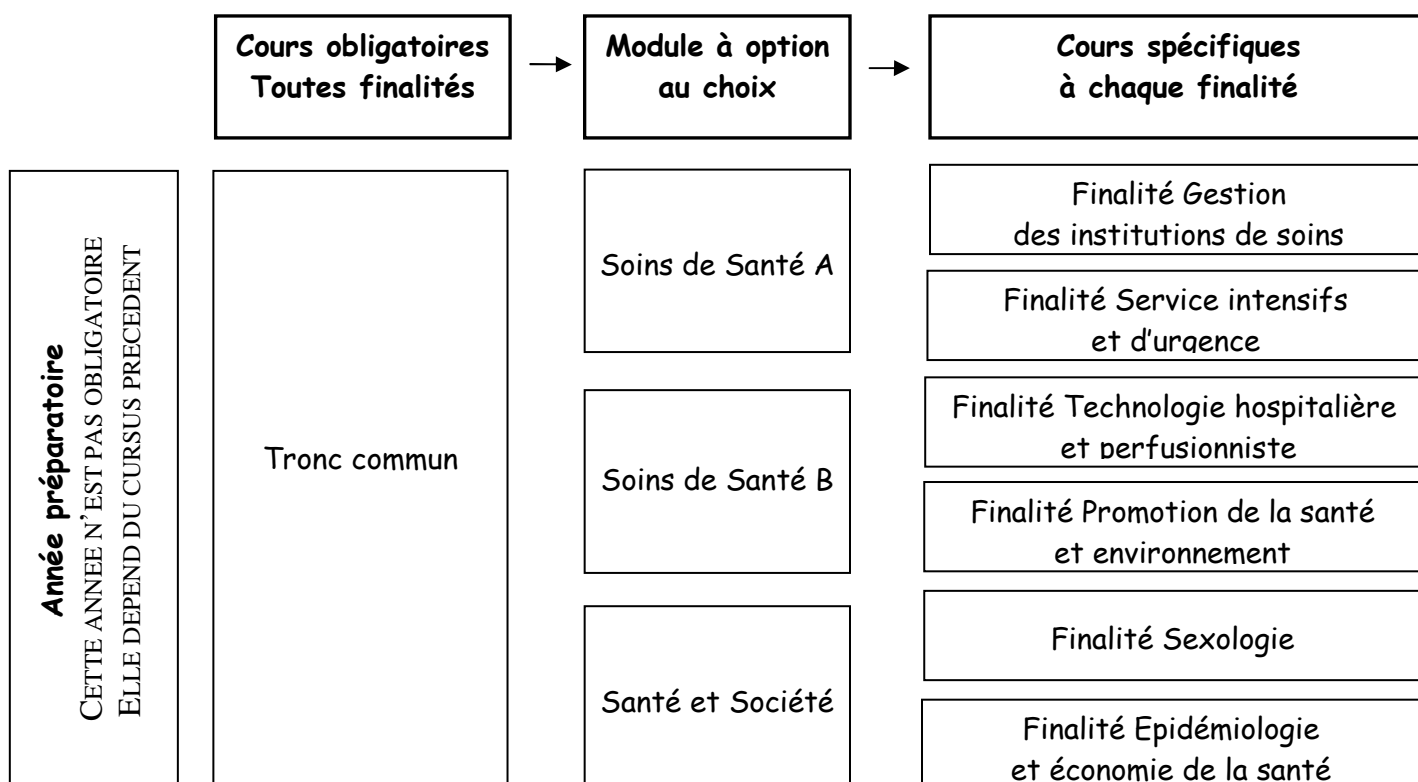 Cours obligatoires
Toutes finalités
Module à option
au choix
Cours spécifiques
à chaque finalité
Année préparatoire
CETTE ANNEE N'EST PAS OBLIGATOIRE
ELLE DEPEND DU CURSUS PRECEDENT
Tronc commun
Soins de Santé A
Soins de Santé B
Santé et Société
Finalité Gestion
des institutions de soins
Finalité Service intensifs
et d'urgence
Finalité Technologie hospitalière
et perfusionniste
Finalité Promotion de la santé
et environnement
Finalité Sexologie
Finalité Epidémiologie
et économie de la santé